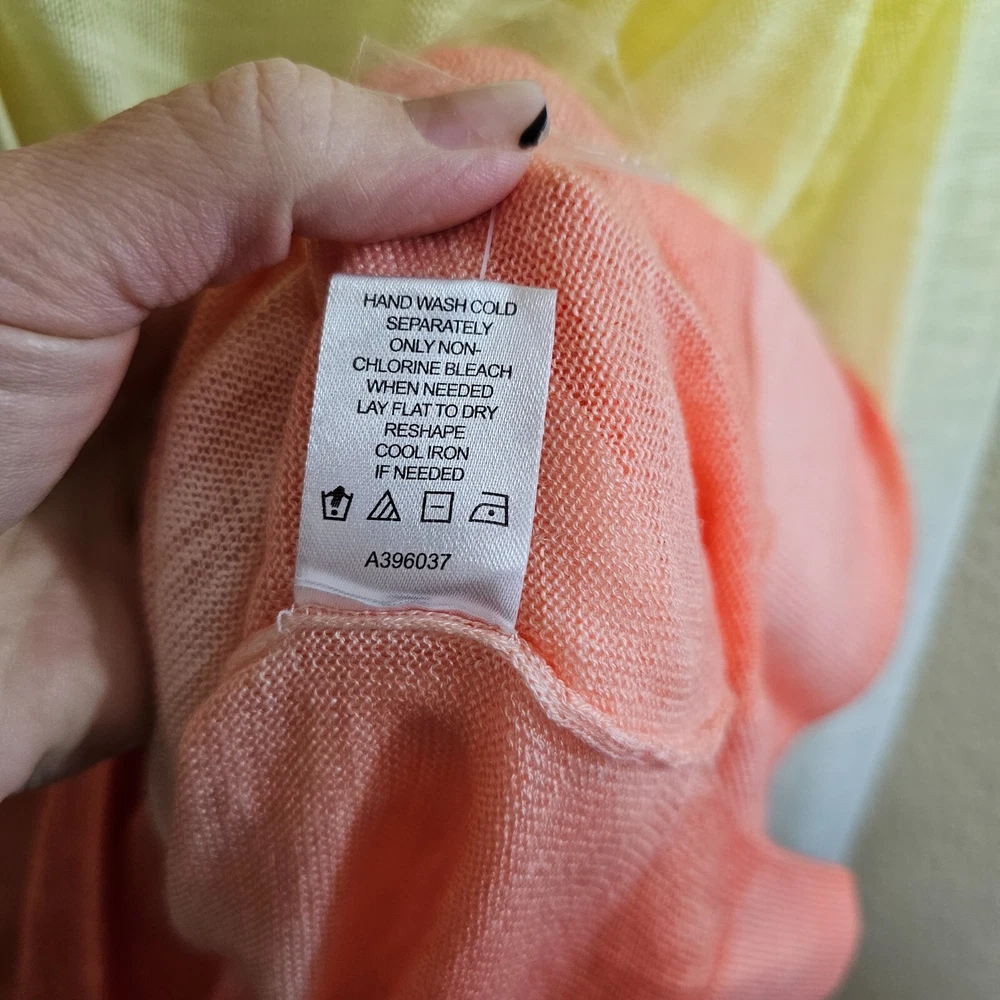 HAND WASH COLD
SEPARATELY
ONLY NON-
CHLORINE BLEACH
WHEN NEEDED
LAY FLAT TO DRY
RESHAPE
COOL IRON
IF NEEDED
A396037